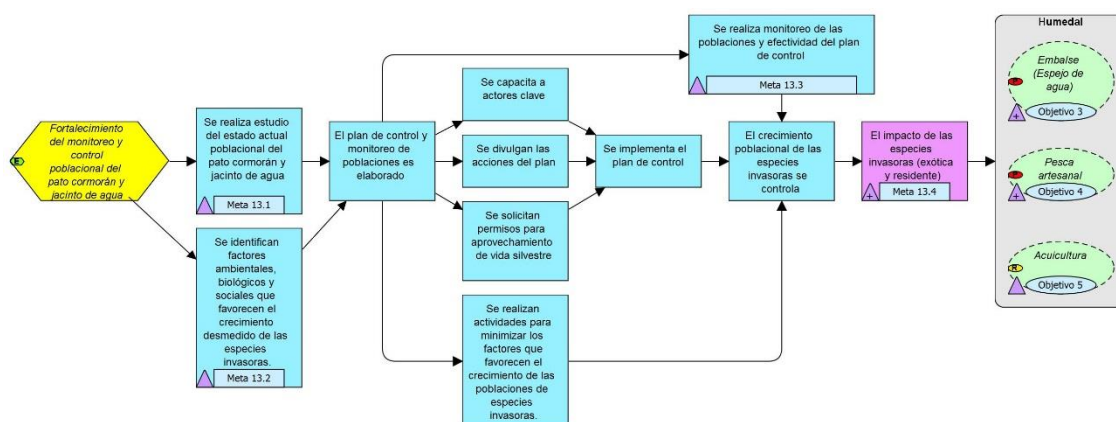 Fortalecimiento
del monitoreo y
control
poblacional del
pato cormorán y
jacinto de agua
E
Se realiza estudio
del estado actual
poblacional del
pato cormorán y
jacinto de agua
Meta 13.1
Se identifican
factores
ambientales,
biológicos y
sociales que
favorecen el
crecimiento
desmedido de las
especies
invasoras.
Meta 13.2
El plan de control y
monitoreo de
poblaciones es
elaborado
Se capacita a
actores clave
Se divulgan las
acciones del plan
Se solicitan
permisos para
aprovechamiento
de vida silvestre
Se realizan
actividades para
minimizar los
factores que
favorecen el
crecimiento de las
poblaciones de
especies
invasoras.
Se implementa el
plan de control
Se realiza monitoreo de las
poblaciones y efectividad del plan
de control
Meta 13.3
El crecimiento
poblacional de las
especies
invasoras se
controla
El impacto de las
especies
invasoras (exótica
y residente)
Meta 13.4
Humedal
Embalse
(Espejo de
agua)
Objetivo 3
Pesca
artesanal
Objetivo 4
Acuicultura
R
Objetivo 5